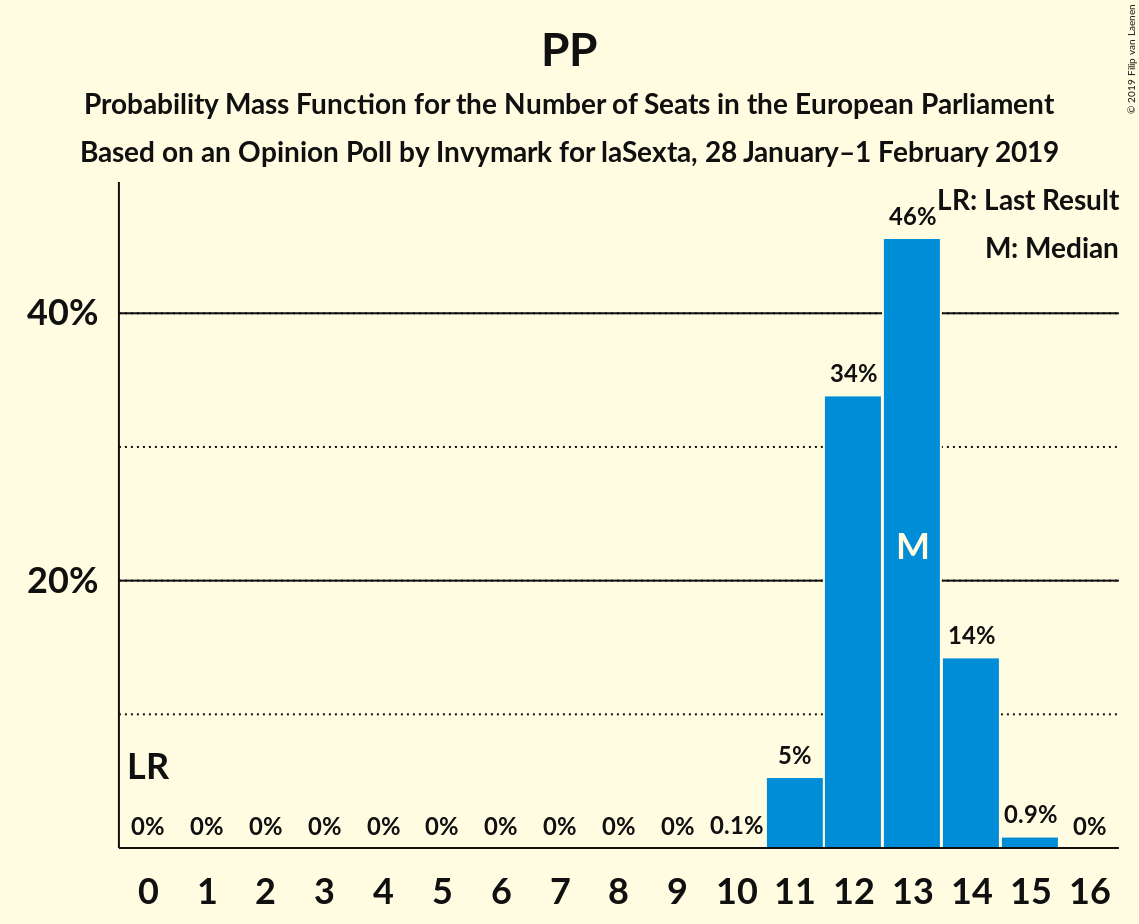 PP
Probability Mass Function for the Number of Seats in the European Parliament
Based on an Opinion Poll by Invymark for laSexta, 28 January–1 February 2019
© 2019 Filip van Laenen
LR: Last Result
M: Median
46%
40%
34%
M
20%
14%
5%
LR
0% 0% 0% 0% 0% 0% 0% 0% 0% 0% 0.1% 0.9% 0%
0 1 2 3 4 5 6 7 8 9 10 11 12 13 14 15 16